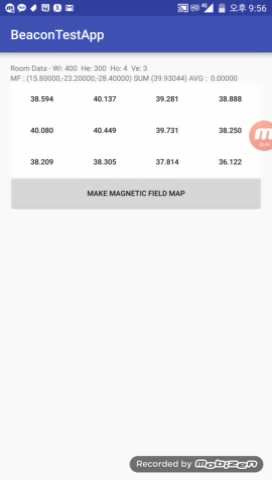 오후 9:56
BeaconTestApp
Room Data - Wi: 400 He: 300 Ho: 4 Ve: 3
MF : (15.80000,-23.20000,-28.40000) SUM (39.93044) AVG : 0.00000
38.594 40.137 39.281 38.888
40.080 40.449 39.731 38.250
38.209 38.305 37.814 36.122
MAKE MAGNETIC FIELD MAP
Recorded by mobizen